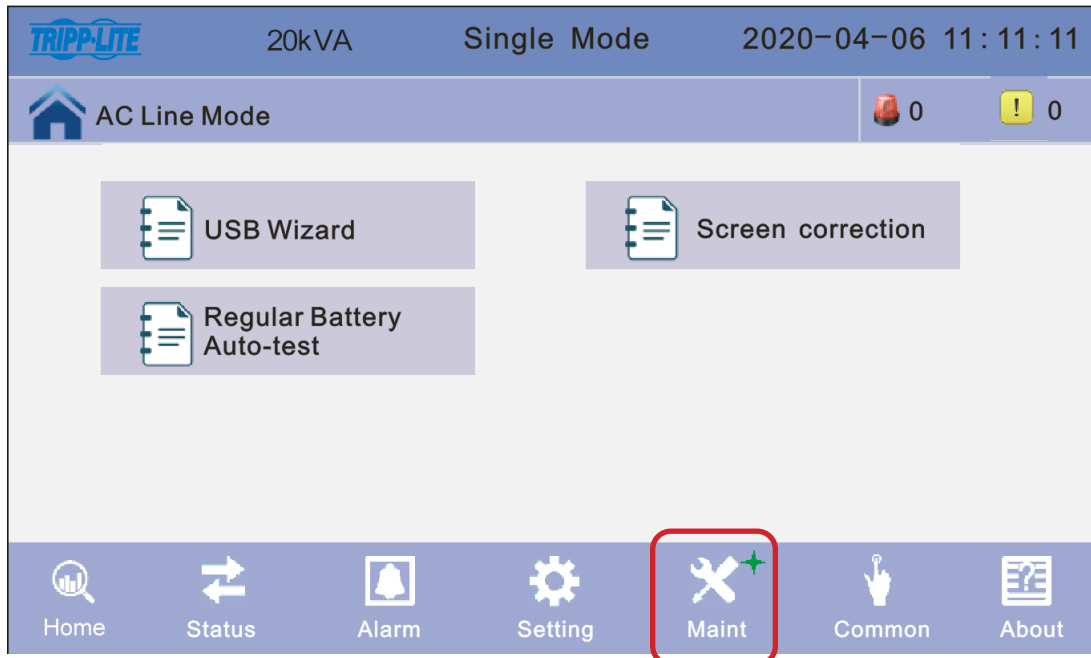 TRIPP·LITE 20kVA Single Mode 2020-04-06 11:11:11
AC Line Mode 0 ! 0
USB Wizard Screen correction
Regular Battery
Auto-test
Home Status Alarm Setting Maint Common About